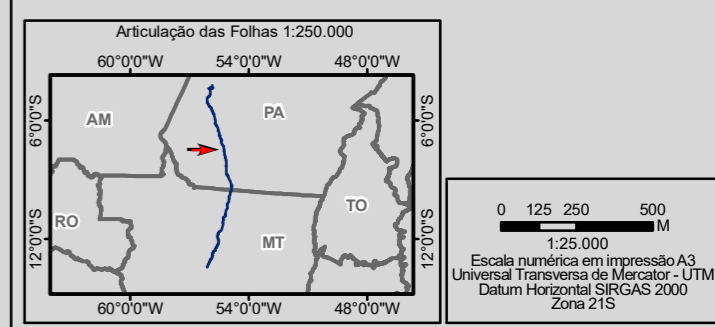 Articulação das Folhas 1:250.000
60°0'0"W 54°0'0"W 48°0'0"W
6°0'0"S
6°0'0"S
AM
PA
RO
TO
MT
12°0'0"S
12°0'0"S
60°0'0"W 54°0'0"W 48°0'0"W
0 125 250 500
M
1:25.000
Escala numérica em impressão A3
Universal Transversa de Mercator - UTM
Datum Horizontal SIRGAS 2000
Zona 21S